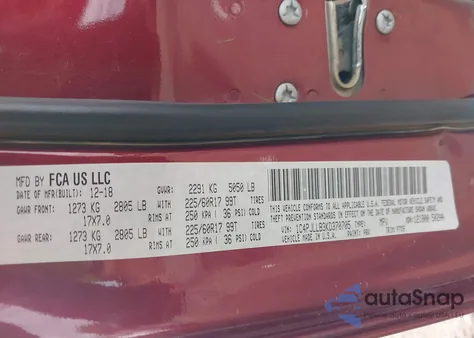 MFD BY FCA US LLC
DATE OF MFR(BUILT): 12-18
GVWR: 2291 KG 5050 LB
GAWR FRONT: 1273 KG 2805 LB WITH 225/60R17 99T
17X7.0 RIMS AT 250 KPA ( 36 PSI) COLD
GAWR REAR: 1273 KG 2805 LB WITH 225/60R17 99T
17X7.0 RIMS AT 250 KPA ( 36 PSI) COLD
THIS VEHICLE CONFORMS TO ALL APPLICABLE U.S.A. FEDERAL MOTOR VEHICLE SAFETY AND
THEFT PREVENTION STANDARDS IN EFFECT ON THE DATE OF MANUFACTURE SHOWN ABOVE.
VIN: 1C4PJLLB3KD370705
TYPE: MPV
VEHICLE MADE IN U.S.A.
autoSnap